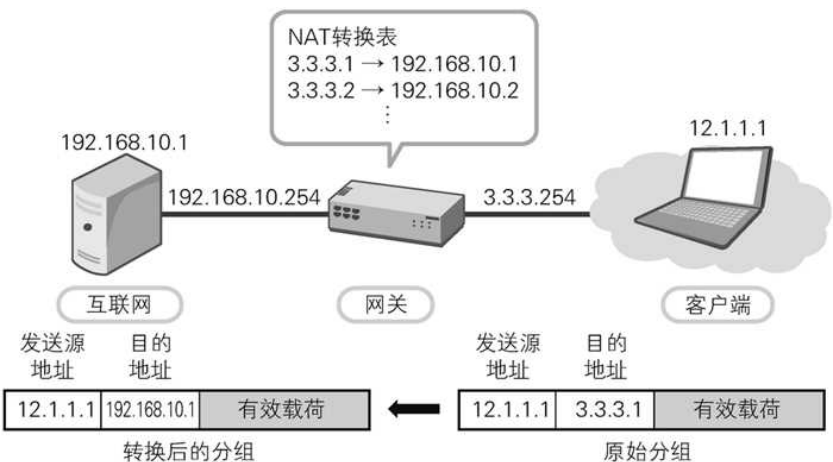 NAT转换表
3.3.3.1 → 192.168.10.1
3.3.3.2 → 192.168.10.2
⋮
192.168.10.1
12.1.1.1
192.168.10.254
3.3.3.254
互联网
网关
客户端
发送源
地址
目的
地址
发送源
地址
目的
地址
12.1.1.1 192.168.10.1 有效载荷
12.1.1.1 3.3.3.1 有效载荷
转换后的分组
原始分组